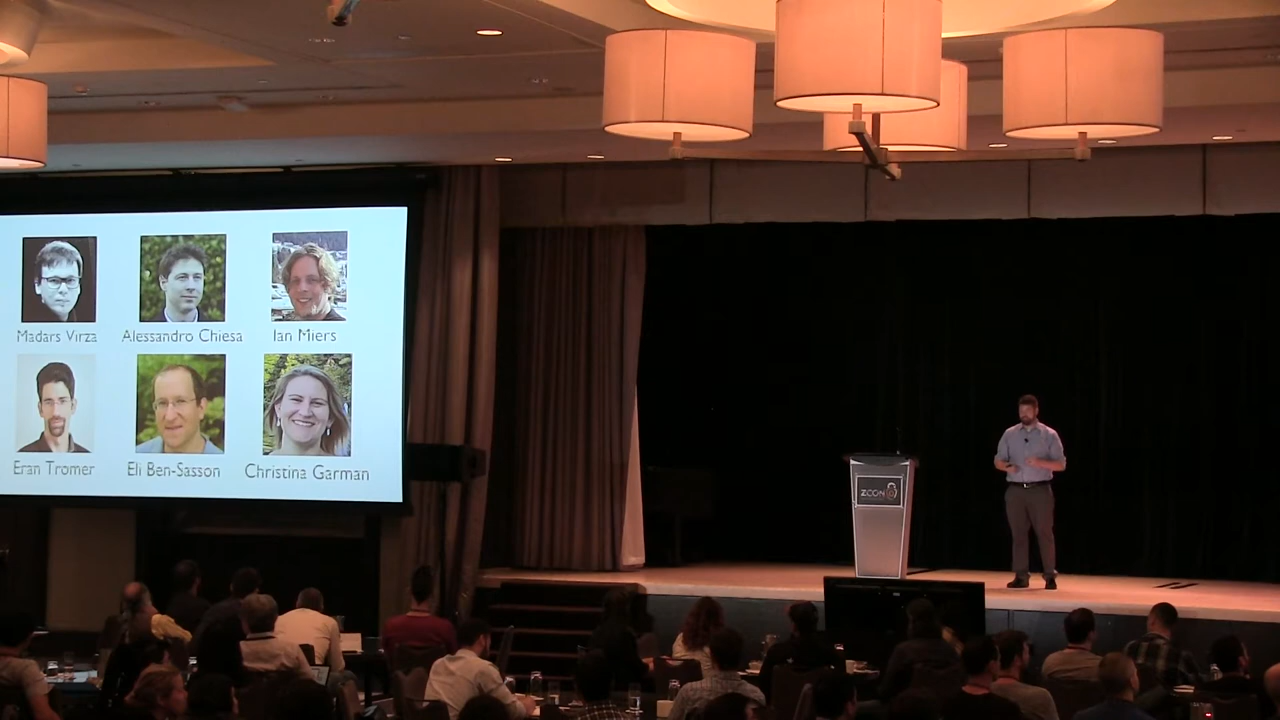 Madars Virza
Alessandro Chiesa
Ian Miers
Eran Tromer
Eli Ben-Sasson
Christina Garman
ZCON